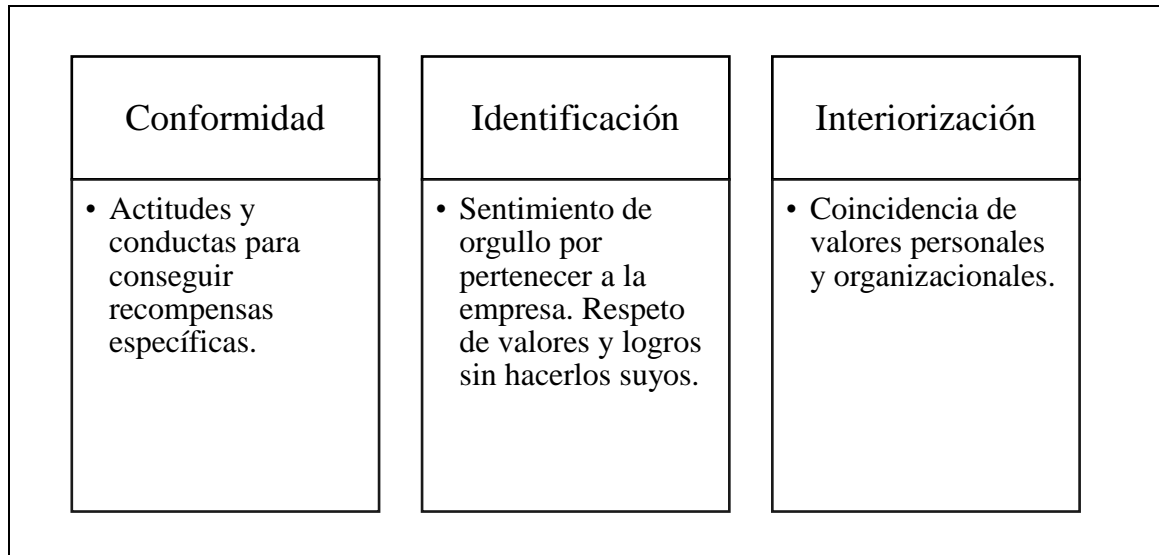 Conformidad
• Actitudes y
conductas para
conseguir
recompensas
específicas.
Identificación
• Sentimiento de
orgullo por
pertenecer a la
empresa. Respeto
de valores y logros
sin hacerlos suyos.
Interiorización
• Coincidencia de
valores personales
y organizacionales.